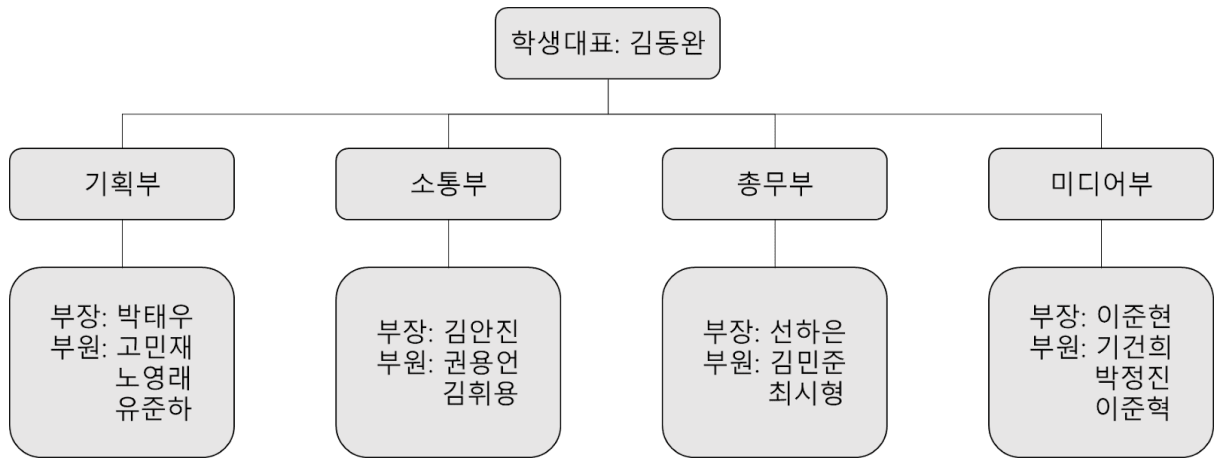 학생대표: 김동완
기획부
소통부
총무부
미디어부
부장: 박태우
부원: 고민재
노영래
유준하
부장: 김안진
부원: 권용언
김휘용
부장: 선하은
부원: 김민준
최시형
부장: 이준현
부원: 기건희
박정진
이준혁